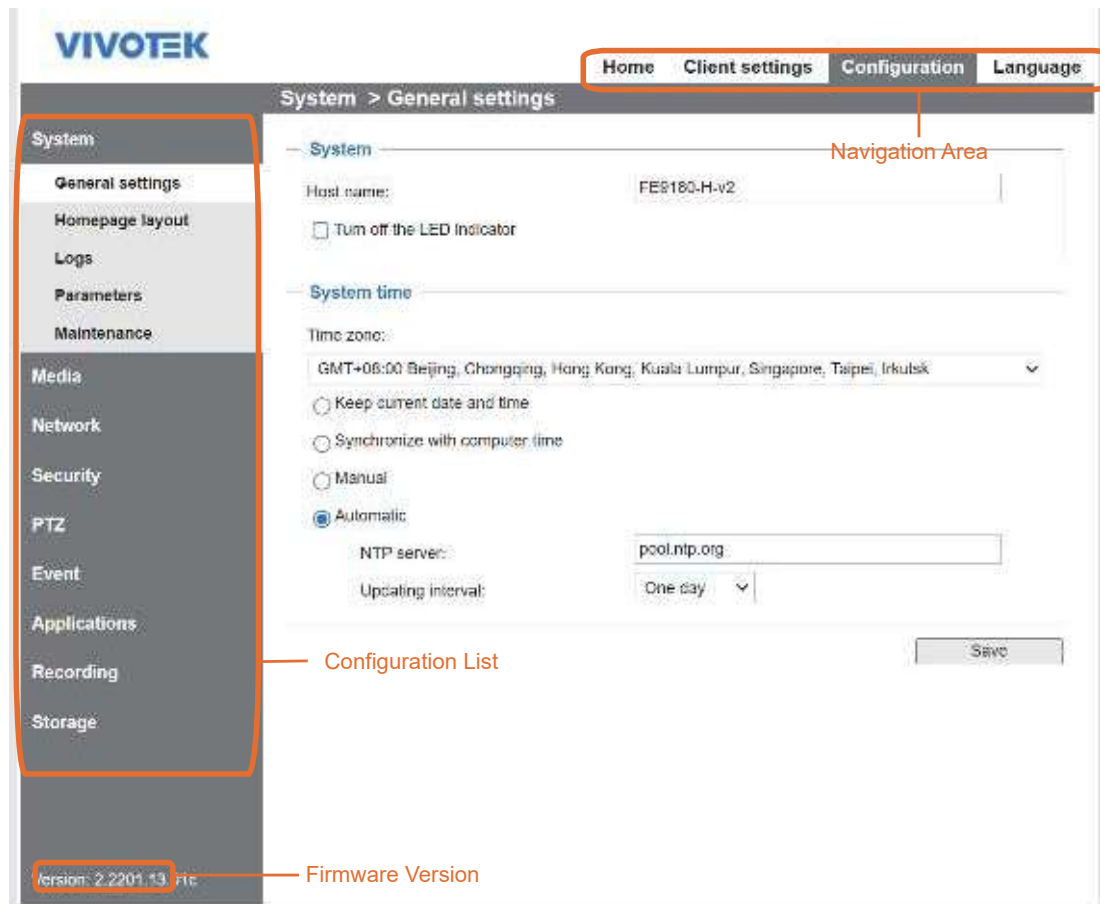 VIVOTEK
Home Client settings Configuration Language
System > General settings
Navigation Area
System
General settings
Homepage layout
Logs
Parameters
Maintenance
Media
Network
Security
PTZ
Event
Applications
Recording
Storage
System
Host name:
FE9180-H-v2
Turn off the LED indicator
System time
Time zone:
GMT+08:00 Beijing, Chongqing, Hong Kong, Kuala Lumpur, Singapore, Taipei, Irkutsk
Keep current date and time
Synchronize with computer time
Manual
Automatic
NTP server:
pool.ntp.org
Updating interval:
One day
Save
Configuration List
Version: 2.2201.13
Firmware Version